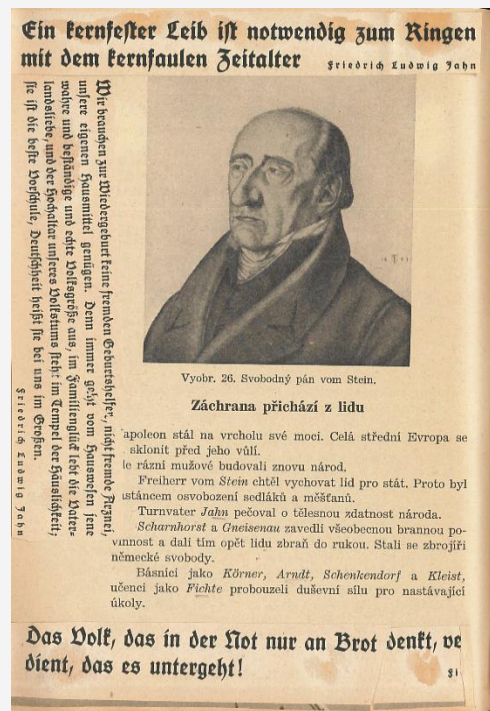 Ein kernfester Leib ist notwendig zum Ringen
mit dem kernfaulen Zeitalter Friedrich Ludwig Jahn
Wir brauchen zur Wiedergeburt keine fremden Geburtshelfer, nicht fremde Arznei,
unsere eigenen Hausmittel genügen. Denn immer geht vom Hauswesen jene
wahre und beständige und echte Volksgröße aus, im Familienglück lebt die Vater-
landsliebe, und der Hochaltar unseres Volkstums steht im Tempel der Häuslichkeit;
sie ist die beste Vorschule, Deutschheit heißt sie bei uns im Großen.
Friedrich Ludwig Jahn
Vyobr. 26. Svobodný pán vom Stein.
Záchrana přichází z lidu
apoleon stál na vrcholu své moci. Celá střední Evropa se
sklonit před jeho vůlí.
le rázní mužové budovali znovu národ.
Freiherr vom Stein chtěl vychovat lid pro stát. Proto byl
ustáncem osvobození sedláků a měšťanů.
Turnvater Jahn pečoval o tělesnou zdatnost národa.
Scharnhorst a Gneisenau zavedli všeobecnou brannou po-
vinnost a dali tím opět lidu zbraň do rukou. Stali se zbrojíři
německé svobody.
Básníci jako Körner, Arndt, Schenkendorf a Kleist,
učenci jako Fichte probouzeli duševní sílu pro nastávající
úkoly.
Das Volk, das in der Not nur an Brot denkt, ve
dient, das es untergeht! Fi